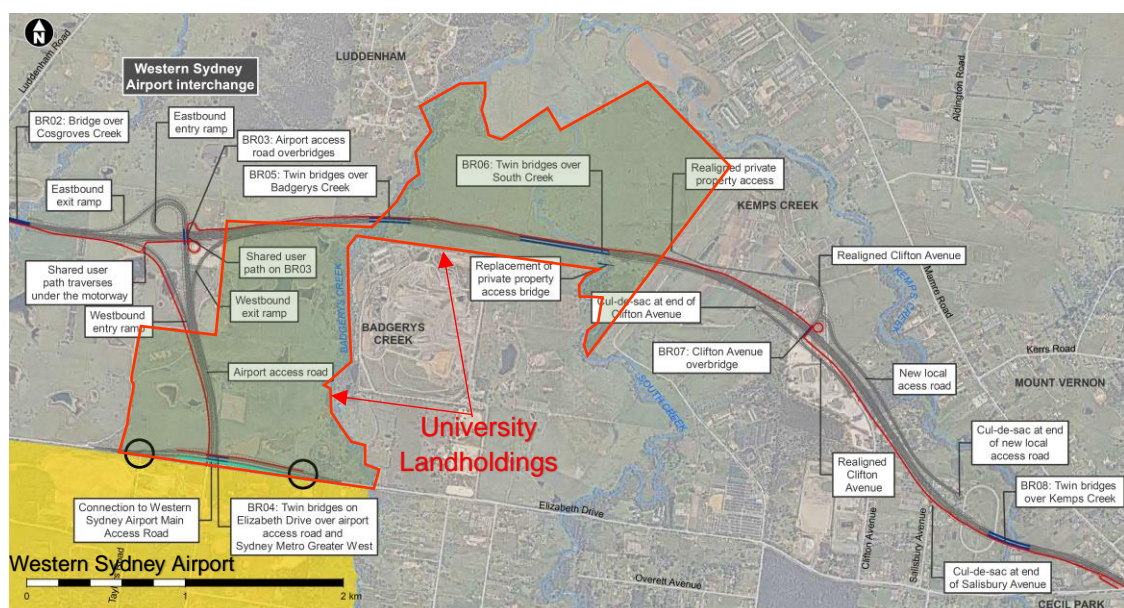 N
Luddenham Road
LUDDENHAM
Western Sydney
Airport interchange
BR02: Bridge over
Cosgroves Creek
Eastbound
entry ramp
BR03: Airport access
road overbridges
BR05: Twin bridges over
Badgerys Creek
Eastbound
exit ramp
BR06: Twin bridges over
South Creek
Realigned private
property access
Aldington Road
KEMPS CREEK
Shared user
path traverses
under the motorway
Shared user
path on BR03
Westbound
entry ramp
Westbound
exit ramp
Airport access road
BADGERYS CREEK
BADGERYS
CREEK
Replacement of
private property
access bridge
Cul-de-sac at end of
Clifton Avenue
Realigned Clifton Avenue
KEMPS CREEK
Mamre Road
BR07: Clifton Avenue
overbridge
New local
acess road
Kerrs Road
MOUNT VERNON
SOUTH CREEK
University
Landholdings
Cul-de-sac at end
of new local
access road
Realigned
Clifton
Avenue
BR08: Twin bridges
over Kemps Creek
Connection to Western
Sydney Airport Main
Access Road
BR04: Twin bridges on
Elizabeth Drive over airport
access road and
Sydney Metro Greater West
Elizabeth Drive
Clifton Avenue
Salisbury Avenue
Western Sydney Airport
0 1 2 km
Overett Avenue
Cul-de-sac at end
of Salisbury Avenue
CECIL PARK